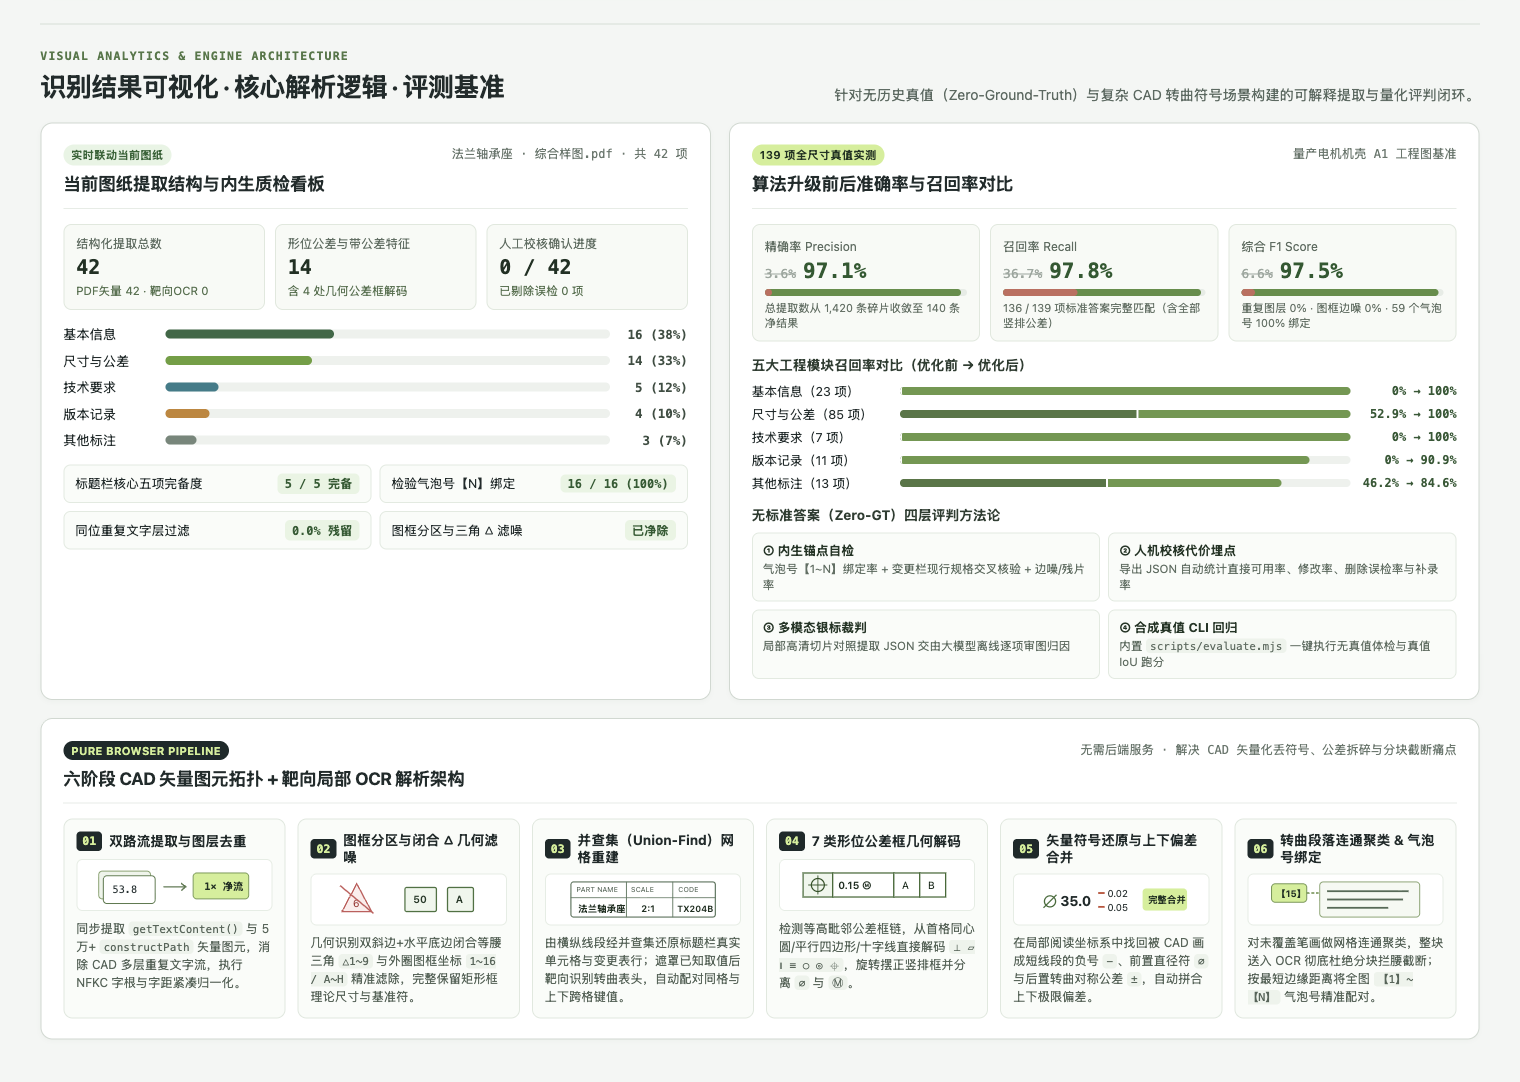 VISUAL ANALYTICS & ENGINE ARCHITECTURE
识别结果可视化 · 核心解析逻辑 · 评测基准
针对无历史真值（Zero-Ground-Truth）与复杂 CAD 转曲符号场景构建的可解释提取与量化评判闭环。
实时联动当前图纸
法兰轴承座 · 综合样图.pdf · 共 42 项
当前图纸提取结构与内生质检看板
结构化提取总数
42
PDF矢量 42 · 靶向OCR 0
形位公差与带公差特征
14
含 4 处几何公差框解码
人工校核确认进度
0 / 42
已剔除误检 0 项
基本信息 16 (38%)
尺寸与公差 14 (33%)
技术要求 5 (12%)
版本记录 4 (10%)
其他标注 3 (7%)
标题栏核心五项完备度 5 / 5 完备
检验气泡号【N】绑定 16 / 16 (100%)
同位重复文字层过滤 0.0% 残留
图框分区与三角 △ 滤噪 已净除
139 项全尺寸真值实测
量产电机机壳 A1 工程图基准
算法升级前后准确率与召回率对比
精确率 Precision
3.6% 97.1%
总提取数从 1,420 条碎片收敛至 140 条
净结果
召回率 Recall
36.7% 97.8%
136 / 139 项标准答案完整匹配（含全部
竖排公差）
综合 F1 Score
6.6% 97.5%
重复图层 0% · 图框边噪 0% · 59 个气泡
号 100% 绑定
五大工程模块召回率对比（优化前 → 优化后）
基本信息（23 项） 0% → 100%
尺寸与公差（85 项） 52.9% → 100%
技术要求（7 项） 0% → 100%
版本记录（11 项） 0% → 90.9%
其他标注（13 项） 46.2% → 84.6%
无标准答案（Zero-GT）四层评判方法论
① 内生锚点自检
气泡号【1~N】绑定率 + 变更栏现行规格交叉核验 + 边噪/残片
率
② 人机校核代价埋点
导出 JSON 自动统计直接可用率、修改率、删除误检率与补录
率
③ 多模态银标裁判
局部高清切片对照提取 JSON 交由大模型离线逐项审图归因
④ 合成真值 CLI 回归
内置 scripts/evaluate.mjs 一键执行无真值体检与真值
IoU 跑分
PURE BROWSER PIPELINE
无需后端服务 · 解决 CAD 矢量化丢符号、公差拆碎与分块截断痛点
六阶段 CAD 矢量图元拓扑 + 靶向局部 OCR 解析架构
01 双路流提取与图层去重
53.8 → 1× 净流
同步提取 getTextContent() 与 5
万+ constructPath 矢量图元，消
除 CAD 多层重复文字流，执行
NFKC 字根与字距紧凑归一化。
02 图框分区与闭合 △ 几何滤
噪
6 50 A
几何识别双斜边+水平底边闭合等腰
三角 △1~9 与外圈图框坐标 1~16
/ A~H 精准滤除，完整保留矩形框
理论尺寸与基准符。
03 并查集（Union-Find）网
格重建
PART NAME SCALE CODE
法兰轴承座 2:1 TX204B
由横纵线段经并查集还原标题栏真实
单元格与变更表行；遮罩已知取值后
靶向识别转曲表头，自动配对同格与
上下跨格键值。
04 7 类形位公差框几何解码
0.15 Ⓜ A B
检测等高毗邻公差框链，从首格同心
圆/平行四边形/十字线直接解码 ⊥ ▱
∥ ≡ ○ ◎ ⌖ ，旋转摆正竖排框并分
离 ⌀ 与 Ⓜ 。
05 矢量符号还原与上下偏差
合并
⌀ 35.0 − 0.02
− 0.05
完整合并
在局部阅读坐标系中找回被 CAD 画
成短线段的负号 − 、前置直径符 ⌀
与后置转曲对称公差 ± ，自动拼合
上下极限偏差。
06 转曲段落连通聚类 & 气泡
号绑定
【15】
对未覆盖笔画做网格连通聚类，整块
送入 OCR 彻底杜绝分块拦腰截断；
按最短边缘距离将全图 【1】~
【N】 气泡号精准配对。